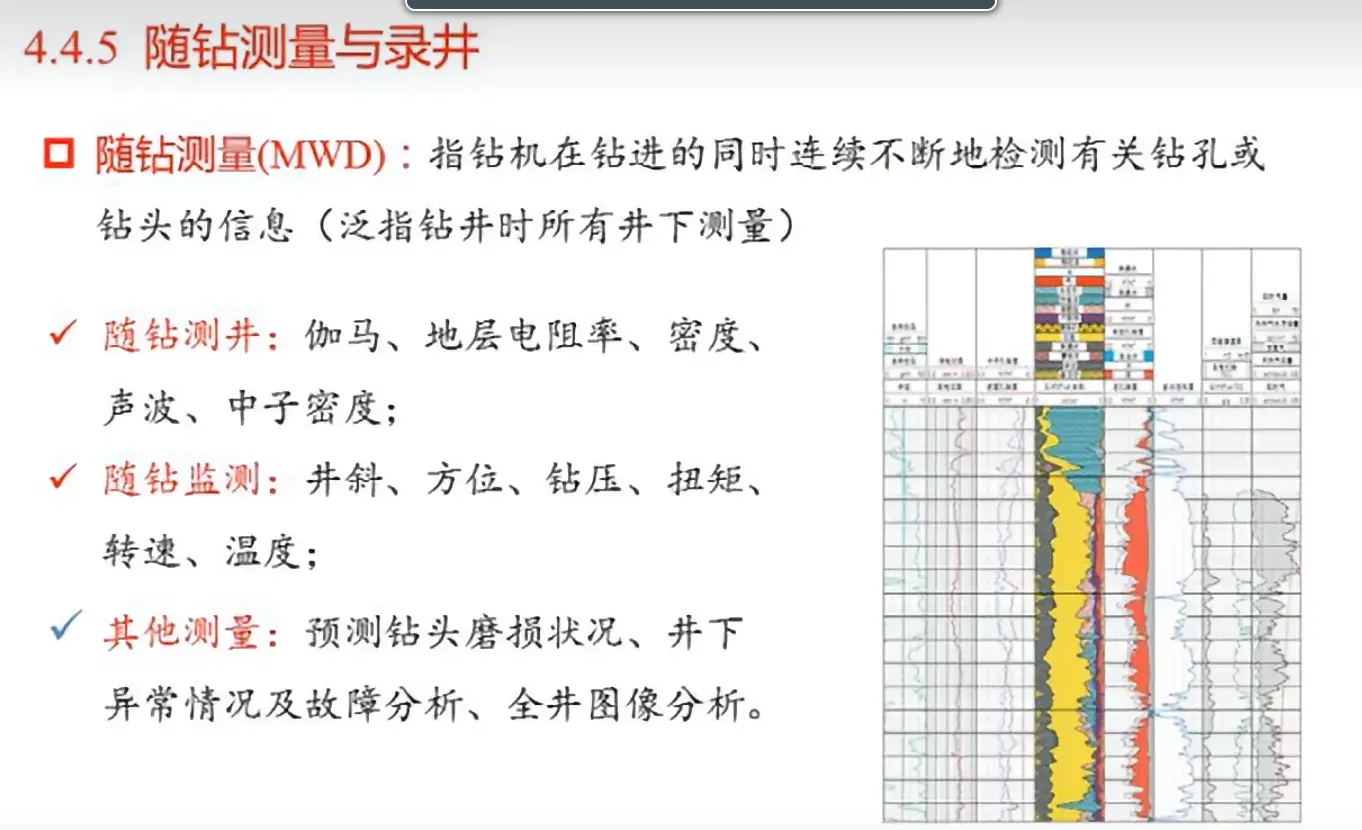 4.4.5 随钻测量与录井
随钻测量(MWD)：指钻机在钻进的同时连续不断地检测有关钻孔或
钻头的信息（泛指钻井时所有井下测量）
随钻测井：伽马、地层电阻率、密度、
声波、中子密度；
随钻监测：井斜、方位、钻压、扭矩、
转速、温度；
其他测量：预测钻头磨损状况、井下
异常情况及故障分析、全井图像分析。